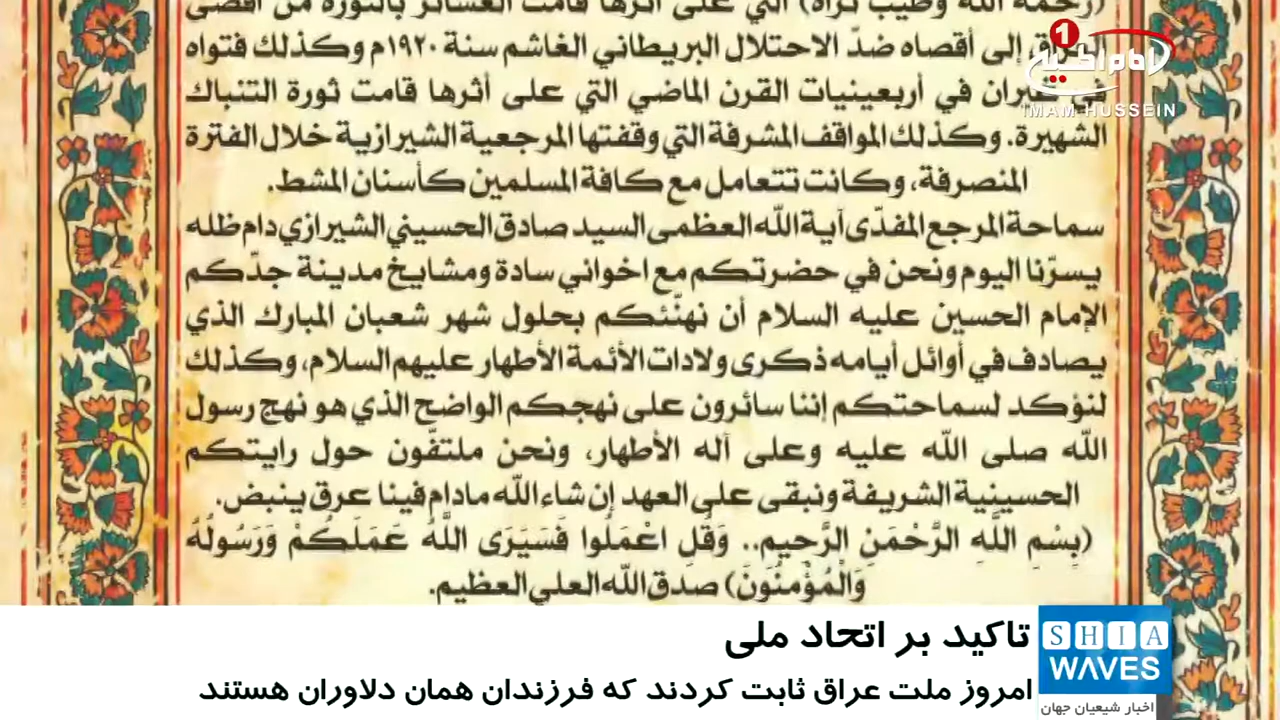 (رحمه الله وطيب ثراه) التي على أثرها قامت العشائر بالثورة من أقصى
العراق إلى أقصاه ضدّ الاحتلال البريطاني الغاشم سنة ١٩٢٠م وكذلك فتواه
في أربعينيات القرن الماضي التي على أثرها قامت ثورة التنباك
الشهيرة. وكذلك المواقف المشرفة التي وقفتها المرجعية الشيرازية خلال الفترة
المنصرفة، وكانت تتعامل مع كافة المسلمين كأسنان المشط.
سماحة المرجع المفدّى آية الله العظمى السيد صادق الحسيني الشيرازي دام ظله
يسرّنا اليوم ونحن في حضرتكم مع اخواني سادة ومشايخ مدينة جدّكم
الإمام الحسين عليه السلام أن نهنّئكم بحلول شهر شعبان المبارك الذي
يصادف في أوائل أيامه ذكرى ولادات الأئمة الأطهار عليهم السلام، وكذلك
لنؤكد لسماحتكم إننا سائرون على نهجكم الواضح الذي هو نهج رسول
الله صلى الله عليه وعلى آله الأطهار، ونحن ملتفّون حول رايتكم
الحسينية الشريفة ونبقى على العهد إن شاء الله مادام فينا عرق ينبض.
(بِسْمِ اللَّهِ الرَّحْمَنِ الرَّحِيمِ.. وَقُلِ اعْمَلُوا فَسَيَرَى اللَّهُ عَمَلَكُمْ وَرَسُولُهُ
وَالْمُؤْمِنُونَ) صدق الله العلي العظيم.
1
امام حسین
IMAM HUSSEIN
تاکید بر اتحاد ملی
امروز ملت عراق ثابت کردند که فرزندان همان دلاوران هستند
SHIA
WAVES
اخبار شیعیان جهان